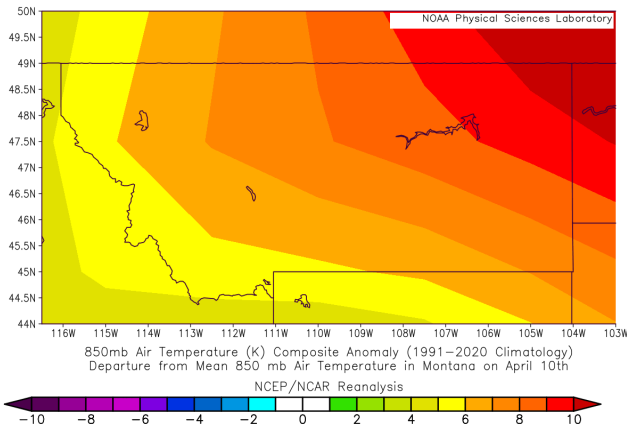 50N
NOAA Physical Sciences Laboratory
49.5N
49N
48.5N
48N
47.5N
47N
46.5N
46N
45.5N
45N
44.5N
44N
116W 115W 114W 113W 112W 111W 110W 109W 108W 107W 106W 105W 104W 103W
850mb Air Temperature (K) Composite Anomaly (1991-2020 Climatology)
Departure from Mean 850 mb Air Temperature in Montana on April 10th
NCEP/NCAR Reanalysis
-10 -8 -6 -4 -2 0 2 4 6 8 10